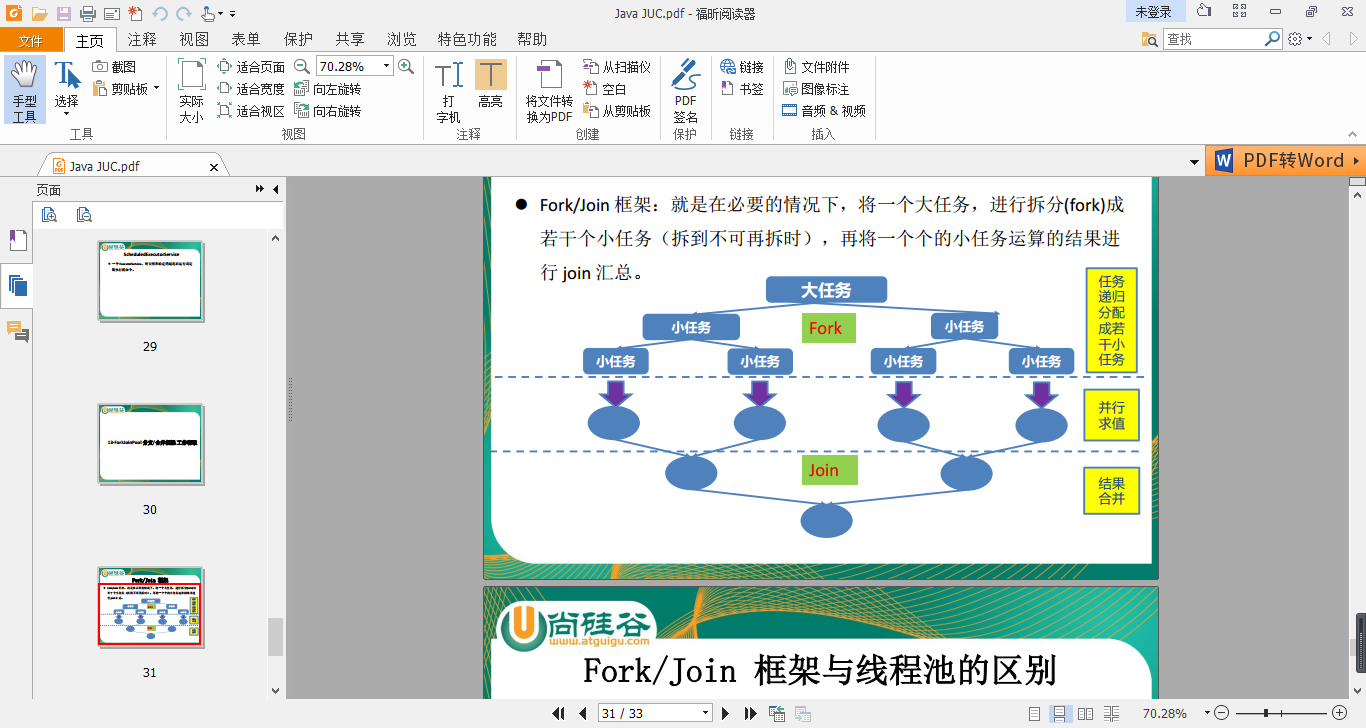 Java JUC.pdf - 福昕阅读器
未登录
文件
主页
注释
视图
表单
保护
共享
浏览
特色功能
帮助
查找
手型
工具
选择
截图
剪贴板
工具
实际
大小
适合页面
适合宽度
适合视区
70.28%
向左旋转
向右旋转
视图
打
字机
高亮
注释
将文件转
换为PDF
从扫描仪
空白
从剪贴板
创建
PDF
签名
保护
链接
书签
链接
文件附件
图像标注
音频 & 视频
插入
Java JUC.pdf
PDF转Word
页面
ScheduledExecutorService
29
30
Fork/Join 框架
31
● Fork/Join 框架：就是在必要的情况下，将一个大任务，进行拆分(fork)成
若干个小任务（拆到不可再拆时），再将一个个的小任务运算的结果进
行 join 汇总。
大任务
小任务
Fork
小任务
小任务
小任务
小任务
小任务
任务
递归
分配
成若
干小
任务
并行
求值
Join
结果
合并
尚硅谷
www.atguigu.com
Fork/Join 框架与线程池的区别
31 / 33
70.28%